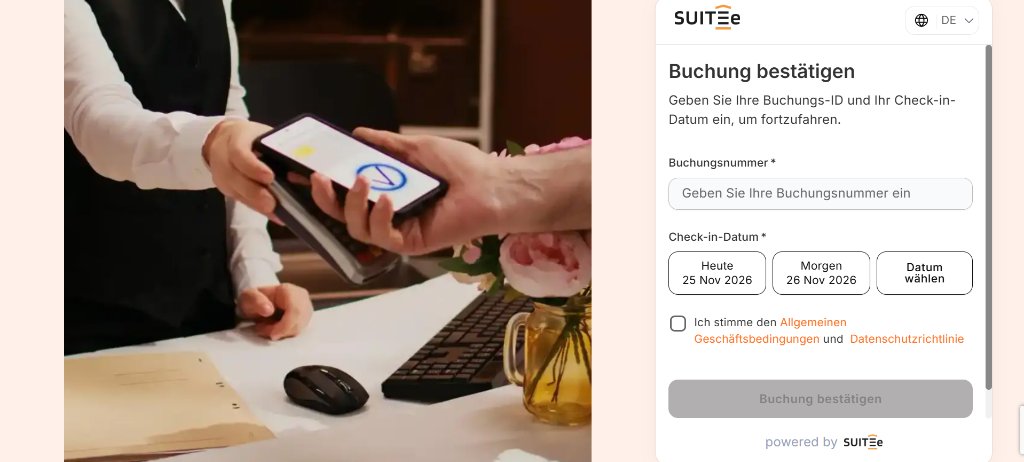 SUITEe
DE
Buchung bestätigen
Geben Sie Ihre Buchungs-ID und Ihr Check-in-
Datum ein, um fortzufahren.
Buchungsnummer *
Geben Sie Ihre Buchungsnummer ein
Check-in-Datum *
Heute
25 Nov 2026
Morgen
26 Nov 2026
Datum
wählen
Ich stimme den Allgemeinen
Geschäftsbedingungen und Datenschutzrichtlinie
Buchung bestätigen
powered by SUITEe